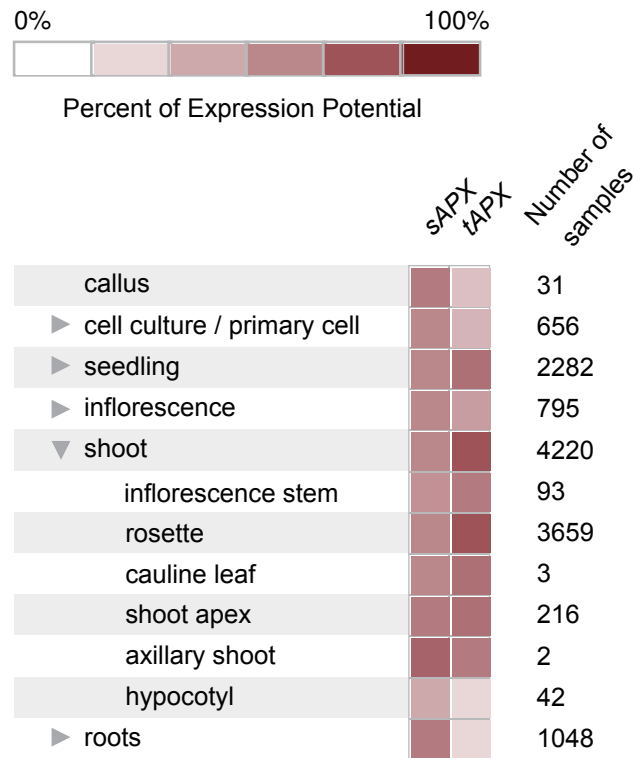 0% 100%
Percent of Expression Potential
sAPX
tAPX
Number of
samples
callus 31
cell culture / primary cell 656
seedling 2282
inflorescence 795
shoot 4220
inflorescence stem 93
rosette 3659
cauline leaf 3
shoot apex 216
axillary shoot 2
hypocotyl 42
roots 1048